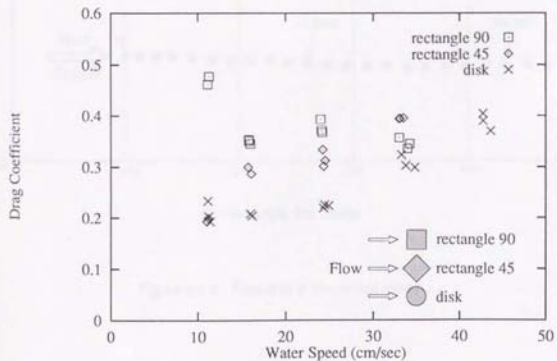 0.6
0.5
0.4
0.3
0.2
0.1
0
Drag Coefficient
rectangle 90
rectangle 45
disk
rectangle 90
Flow rectangle 45
disk
0 10 20 30 40 50
Water Speed (cm/sec)